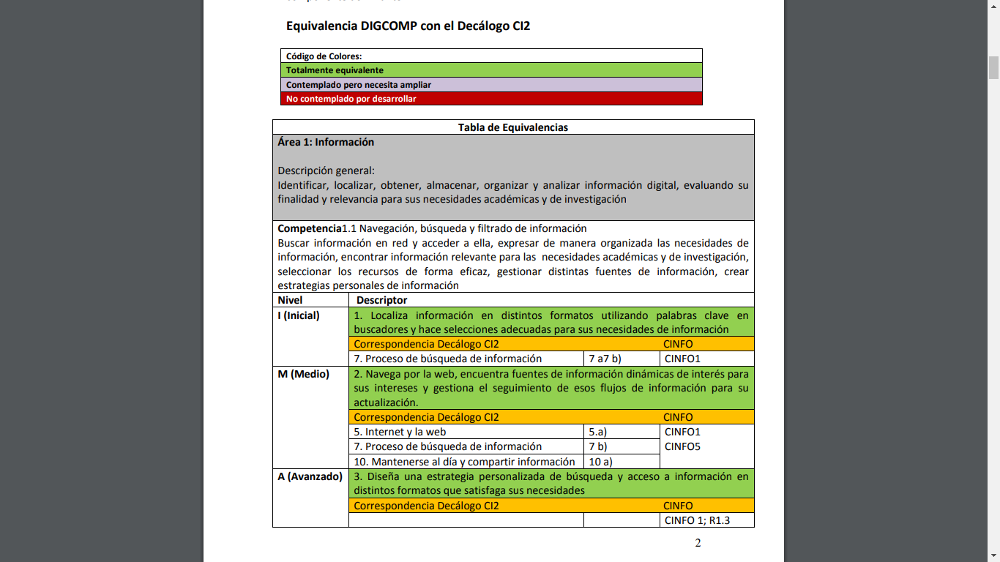 Equivalencia DIGCOMP con el Decálogo CI2
Código de Colores:
Totalmente equivalente
Contemplado pero necesita ampliar
No contemplado por desarrollar
Tabla de Equivalencias
Área 1: Información
Descripción general:
Identificar, localizar, obtener, almacenar, organizar y analizar información digital, evaluando su
finalidad y relevancia para sus necesidades académicas y de investigación
Competencia1.1 Navegación, búsqueda y filtrado de información
Buscar información en red y acceder a ella, expresar de manera organizada las necesidades de
información, encontrar información relevante para las necesidades académicas y de investigación,
seleccionar los recursos de forma eficaz, gestionar distintas fuentes de información, crear
estrategias personales de información
Nivel Descriptor
I (Inicial) 1. Localiza información en distintos formatos utilizando palabras clave en
buscadores y hace selecciones adecuadas para sus necesidades de información
Correspondencia Decálogo CI2 CINFO
7. Proceso de búsqueda de información 7 a7 b) CINFO1
M (Medio) 2. Navega por la web, encuentra fuentes de información dinámicas de interés para
sus intereses y gestiona el seguimiento de esos flujos de información para su
actualización.
Correspondencia Decálogo CI2 CINFO
5. Internet y la web 5.a) CINFO1
7. Proceso de búsqueda de información 7 b) CINFO5
10. Mantenerse al día y compartir información 10 a)
A (Avanzado) 3. Diseña una estrategia personalizada de búsqueda y acceso a información en
distintos formatos que satisfaga sus necesidades
Correspondencia Decálogo CI2 CINFO
CINFO 1; R1.3
2